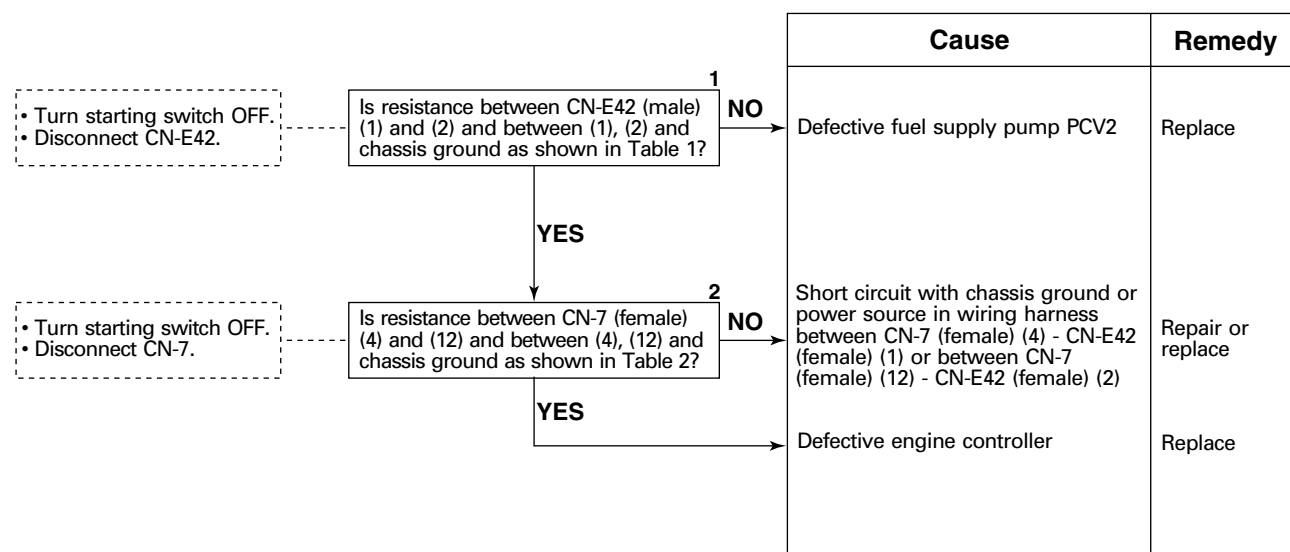 Cause
Remedy
1
• Turn starting switch OFF.
• Disconnect CN-E42.
Is resistance between CN-E42 (male)
(1) and (2) and between (1), (2) and
chassis ground as shown in Table 1?
NO
Defective fuel supply pump PCV2
Replace
YES
2
• Turn starting switch OFF.
• Disconnect CN-7.
Is resistance between CN-7 (female)
(4) and (12) and between (4), (12) and
chassis ground as shown in Table 2?
NO
Short circuit with chassis ground or
power source in wiring harness
between CN-7 (female) (4) - CN-E42
(female) (1) or between CN-7
(female) (12) - CN-E42 (female) (2)
Repair or
replace
YES
Defective engine controller
Replace